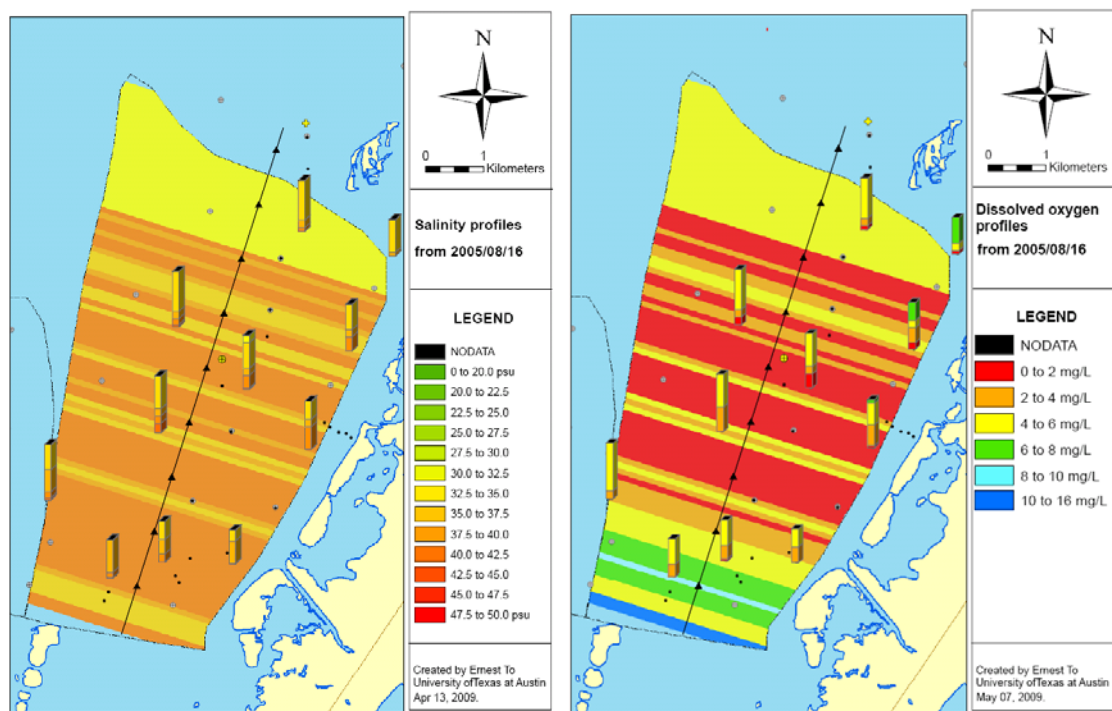 N
0 1
Kilometers
Salinity profiles
from 2005/08/16
LEGEND
NODATA
0 to 20.0 psu
20.0 to 22.5
22.5 to 25.0
25.0 to 27.5
27.5 to 30.0
30.0 to 32.5
32.5 to 35.0
35.0 to 37.5
37.5 to 40.0
40.0 to 42.5
42.5 to 45.0
45.0 to 47.5
47.5 to 50.0 psu
Created by Ernest To
University of Texas at Austin
Apr 13, 2009.
N
0 1
Kilometers
Dissolved oxygen
profiles
from 2005/08/16
LEGEND
NODATA
0 to 2 mg/L
2 to 4 mg/L
4 to 6 mg/L
6 to 8 mg/L
8 to 10 mg/L
10 to 16 mg/L
Created by Ernest To
University of Texas at Austin
May 07, 2009.